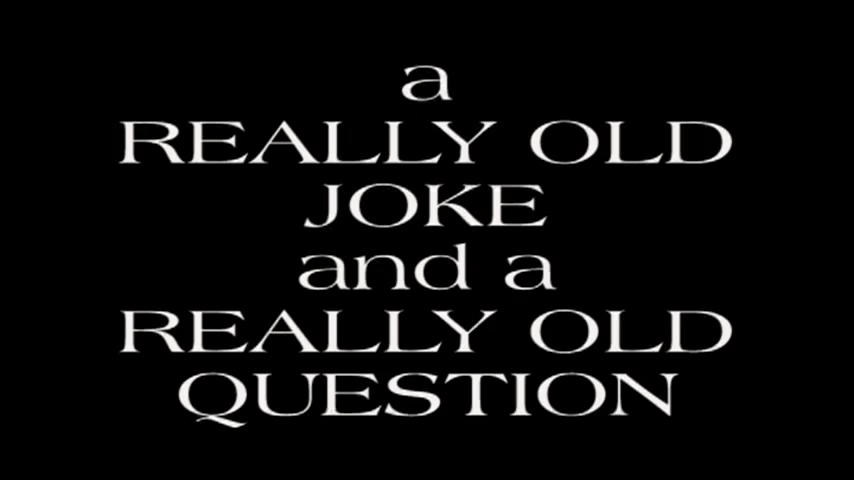 a
REALLY OLD
JOKE
and a
REALLY OLD
QUESTION